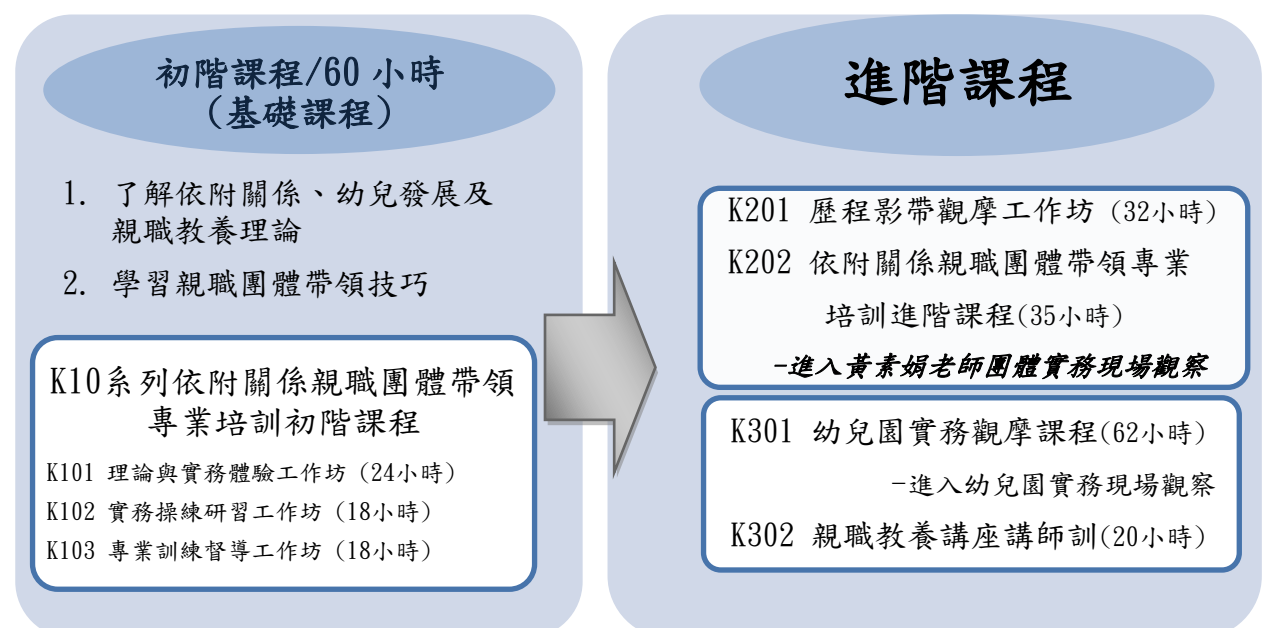 初階課程/60 小時
(基礎課程)
1. 了解依附關係、幼兒發展及
親職教養理論
2. 學習親職團體帶領技巧
K10系列依附關係親職團體帶領
專業培訓初階課程
K101 理論與實務體驗工作坊 (24小時)
K102 實務操練研習工作坊 (18小時)
K103 專業訓練督導工作坊 (18小時)
進階課程
K201 歷程影帶觀摩工作坊 (32小時)
K202 依附關係親職團體帶領專業
培訓進階課程(35小時)
-進入黃素娟老師團體實務現場觀察
K301 幼兒園實務觀摩課程(62小時)
-進入幼兒園實務現場觀察
K302 親職教養講座講師訓(20小時)